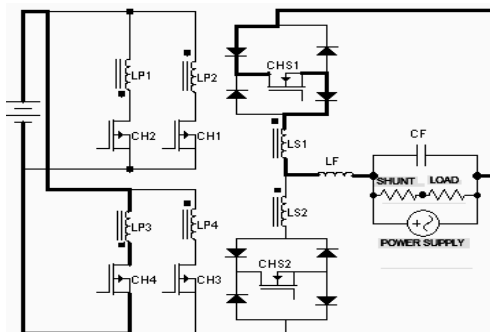 LP1
LP2
CHS1
CH2
CH1
LS1
CF
LF
SHUNT
LOAD
LS2
LP3
LP4
POWER SUPPLY
CHS2
CH4
CH3